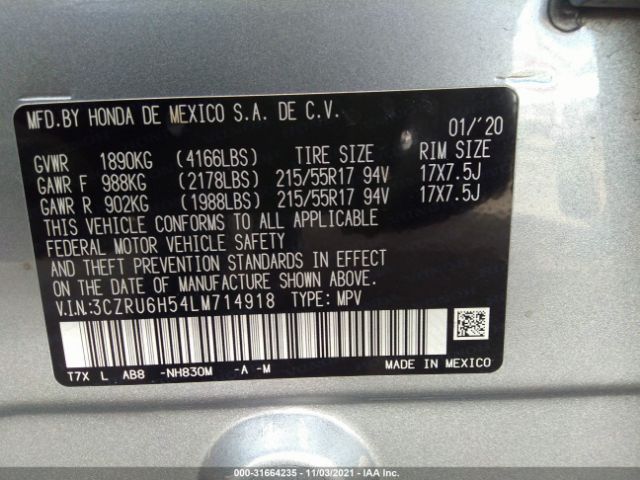 MFD.BY HONDA DE MEXICO S.A. DE C.V.
01/'20
GVWR 1890KG (4166LBS) TIRE SIZE RIM SIZE
GAWR F 988KG (2178LBS) 215/55R17 94V 17X7.5J
GAWR R 902KG (1988LBS) 215/55R17 94V 17X7.5J
THIS VEHICLE CONFORMS TO ALL APPLICABLE
FEDERAL MOTOR VEHICLE SAFETY
AND THEFT PREVENTION STANDARDS IN EFFECT
ON THE DATE OF MANUFACTURE SHOWN ABOVE.
V.I.N.:3CZRU6H54LM714918 TYPE: MPV
T7X L AB8 -NH830M -A -M MADE IN MEXICO
000-31664235 - 11/03/2021 - IAA Inc.